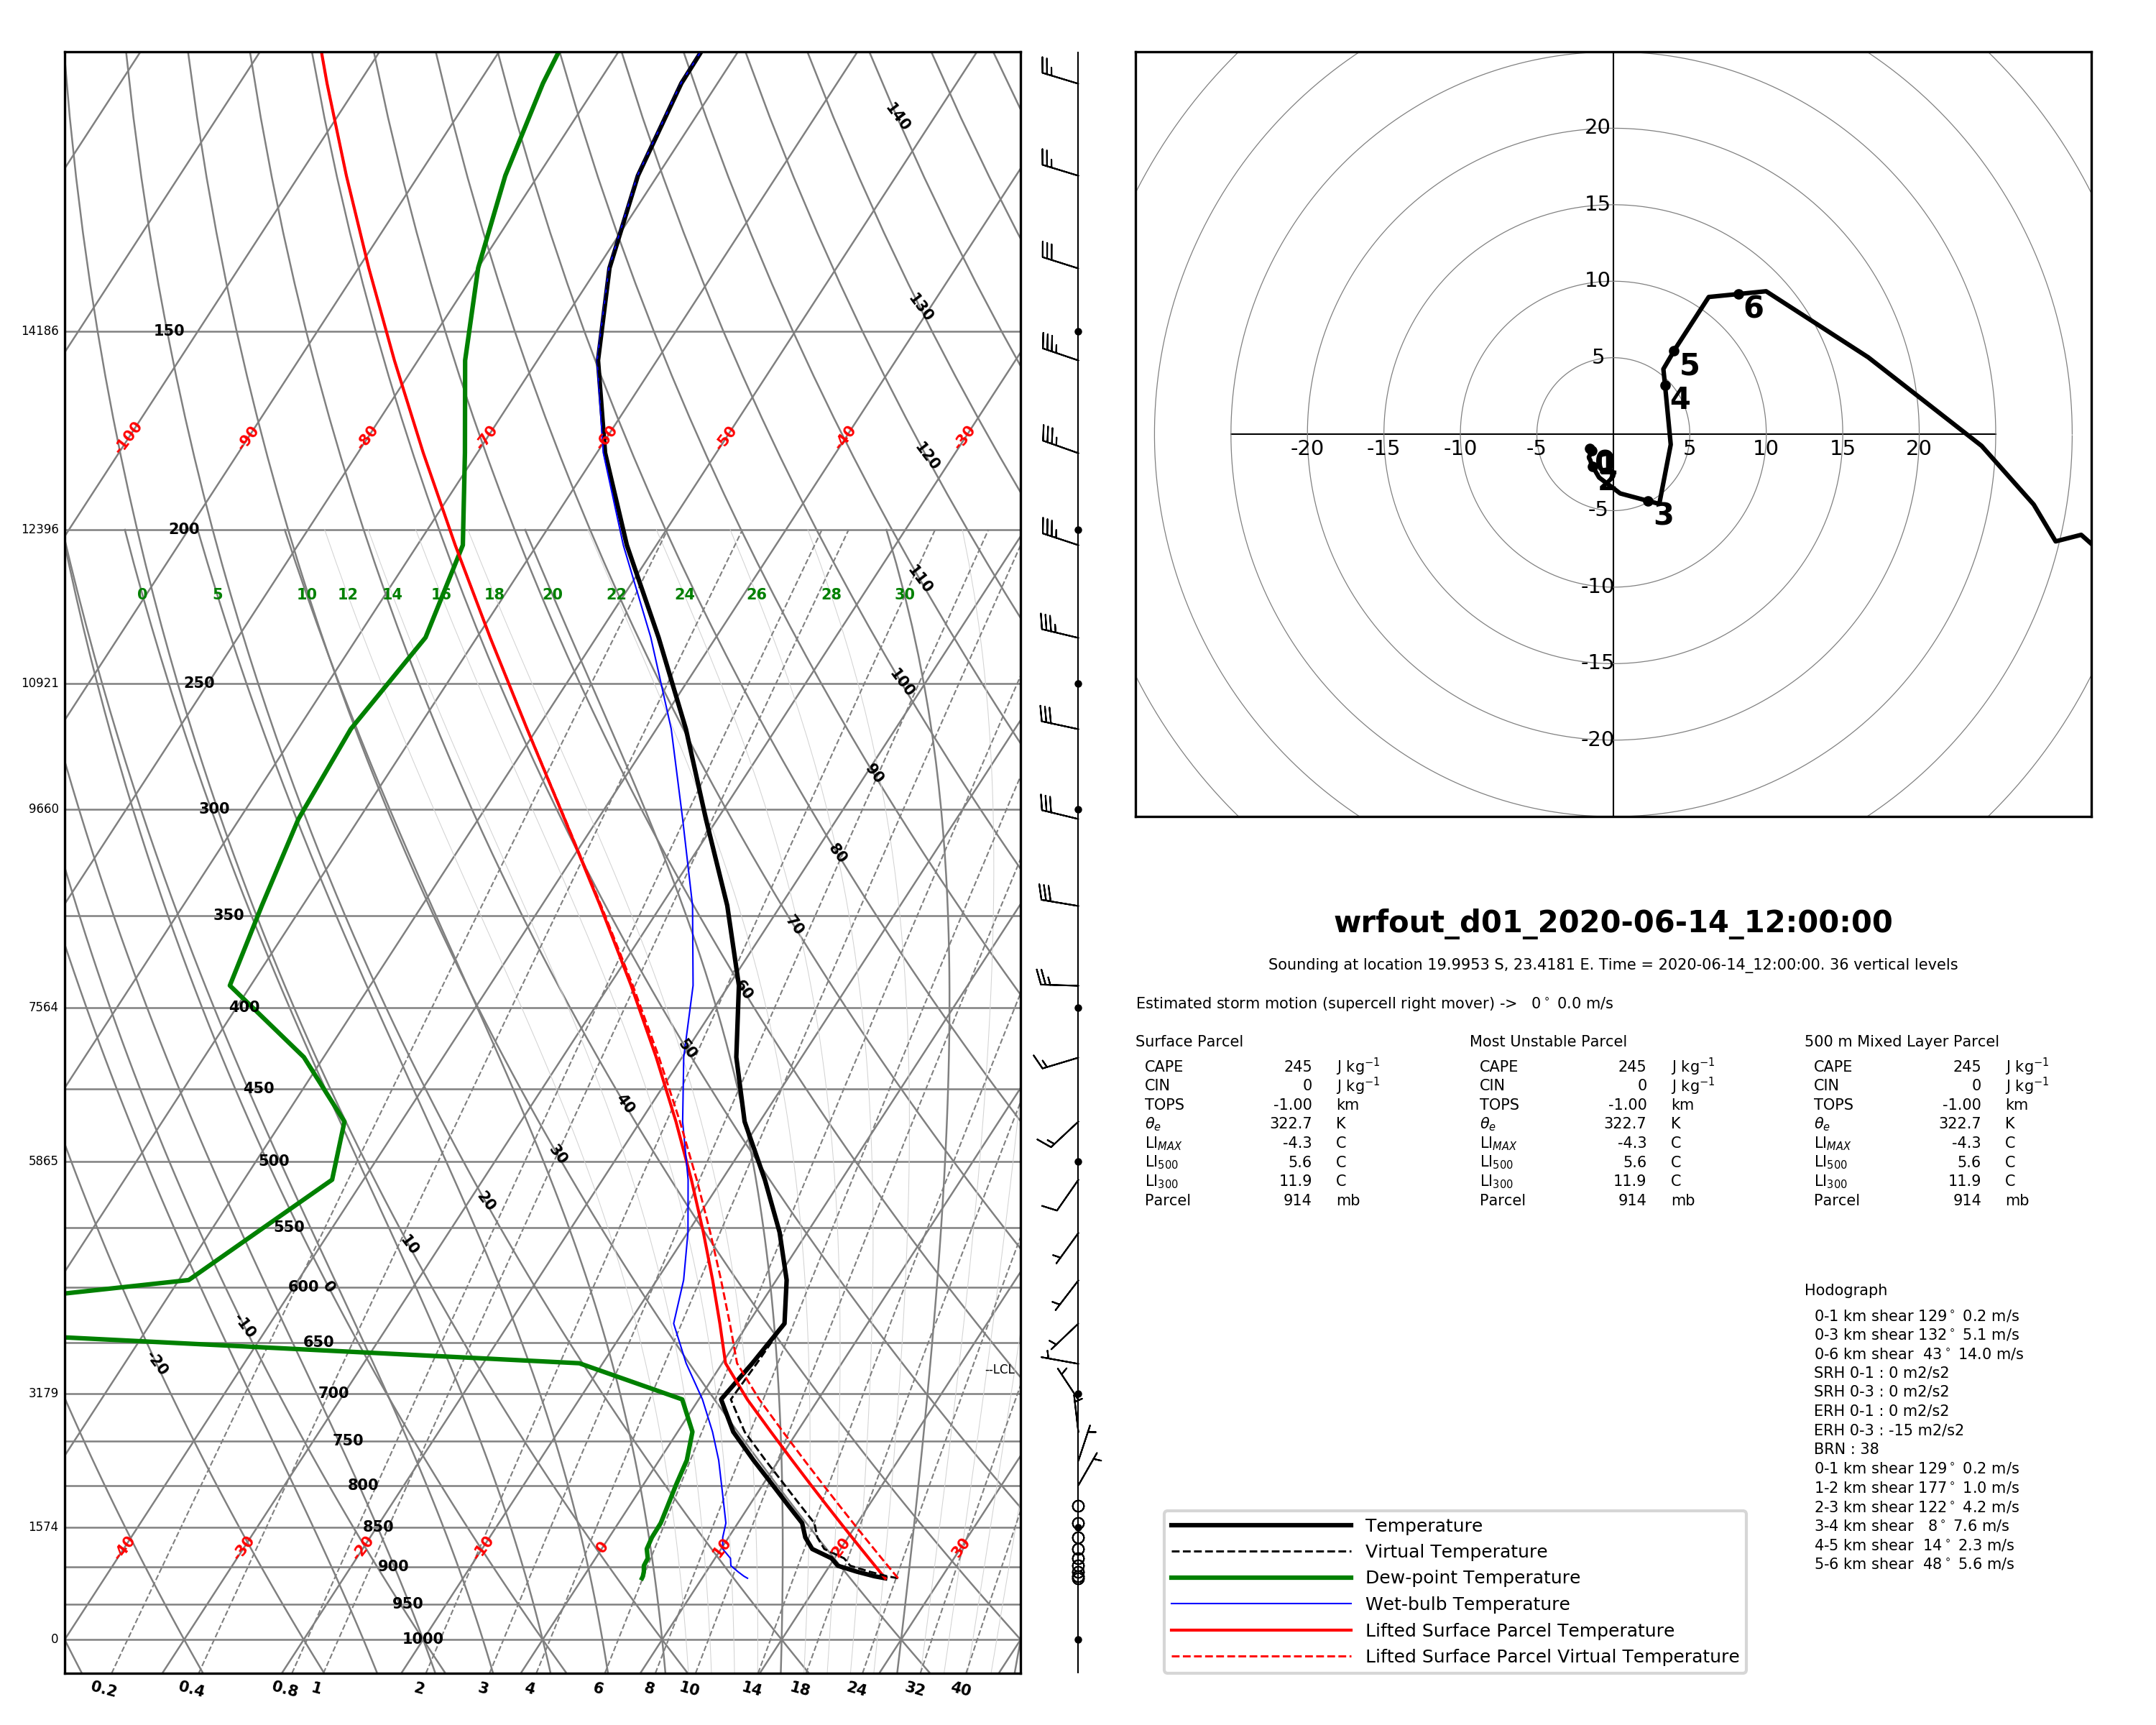 140
130
120
110
100
90
80
70
60
50
40
30
20
10
0
-10
-20
14186 150
-100 -90 -80 -70 -60 -50 -40 -30
12396 200
0 5 10 12 14 16 18 20 22 24 26 28 30
10921 250
9660 300
350
7564 400
450
5865 500
550
600
650
--LCL
3179 700
750
800
1574 850
-40 -30 -20 -10 0 10 20 30
900
950
0 1000
0.2 0.4 0.8 1 2 3 4 6 8 10 14 18 24 32 40
20
15
10
5
-20 -15 -10 -5 5 10 15 20
-5
-10
-15
-20
0
1
2
3
4
5
6
wrfout_d01_2020-06-14_12:00:00
Sounding at location 19.9953 S, 23.4181 E. Time = 2020-06-14_12:00:00. 36 vertical levels
Estimated storm motion (supercell right mover) -> 0° 0.0 m/s
Surface Parcel
CAPE 245 J kg⁻¹
CIN 0 J kg⁻¹
TOPS -1.00 km
θe 322.7 K
LIMAX -4.3 C
LI500 5.6 C
LI300 11.9 C
Parcel 914 mb
Most Unstable Parcel
CAPE 245 J kg⁻¹
CIN 0 J kg⁻¹
TOPS -1.00 km
θe 322.7 K
LIMAX -4.3 C
LI500 5.6 C
LI300 11.9 C
Parcel 914 mb
500 m Mixed Layer Parcel
CAPE 245 J kg⁻¹
CIN 0 J kg⁻¹
TOPS -1.00 km
θe 322.7 K
LIMAX -4.3 C
LI500 5.6 C
LI300 11.9 C
Parcel 914 mb
Hodograph
0-1 km shear 129° 0.2 m/s
0-3 km shear 132° 5.1 m/s
0-6 km shear 43° 14.0 m/s
SRH 0-1 : 0 m2/s2
SRH 0-3 : 0 m2/s2
ERH 0-1 : 0 m2/s2
ERH 0-3 : -15 m2/s2
BRN : 38
0-1 km shear 129° 0.2 m/s
1-2 km shear 177° 1.0 m/s
2-3 km shear 122° 4.2 m/s
3-4 km shear 8° 7.6 m/s
4-5 km shear 14° 2.3 m/s
5-6 km shear 48° 5.6 m/s
Temperature
Virtual Temperature
Dew-point Temperature
Wet-bulb Temperature
Lifted Surface Parcel Temperature
Lifted Surface Parcel Virtual Temperature